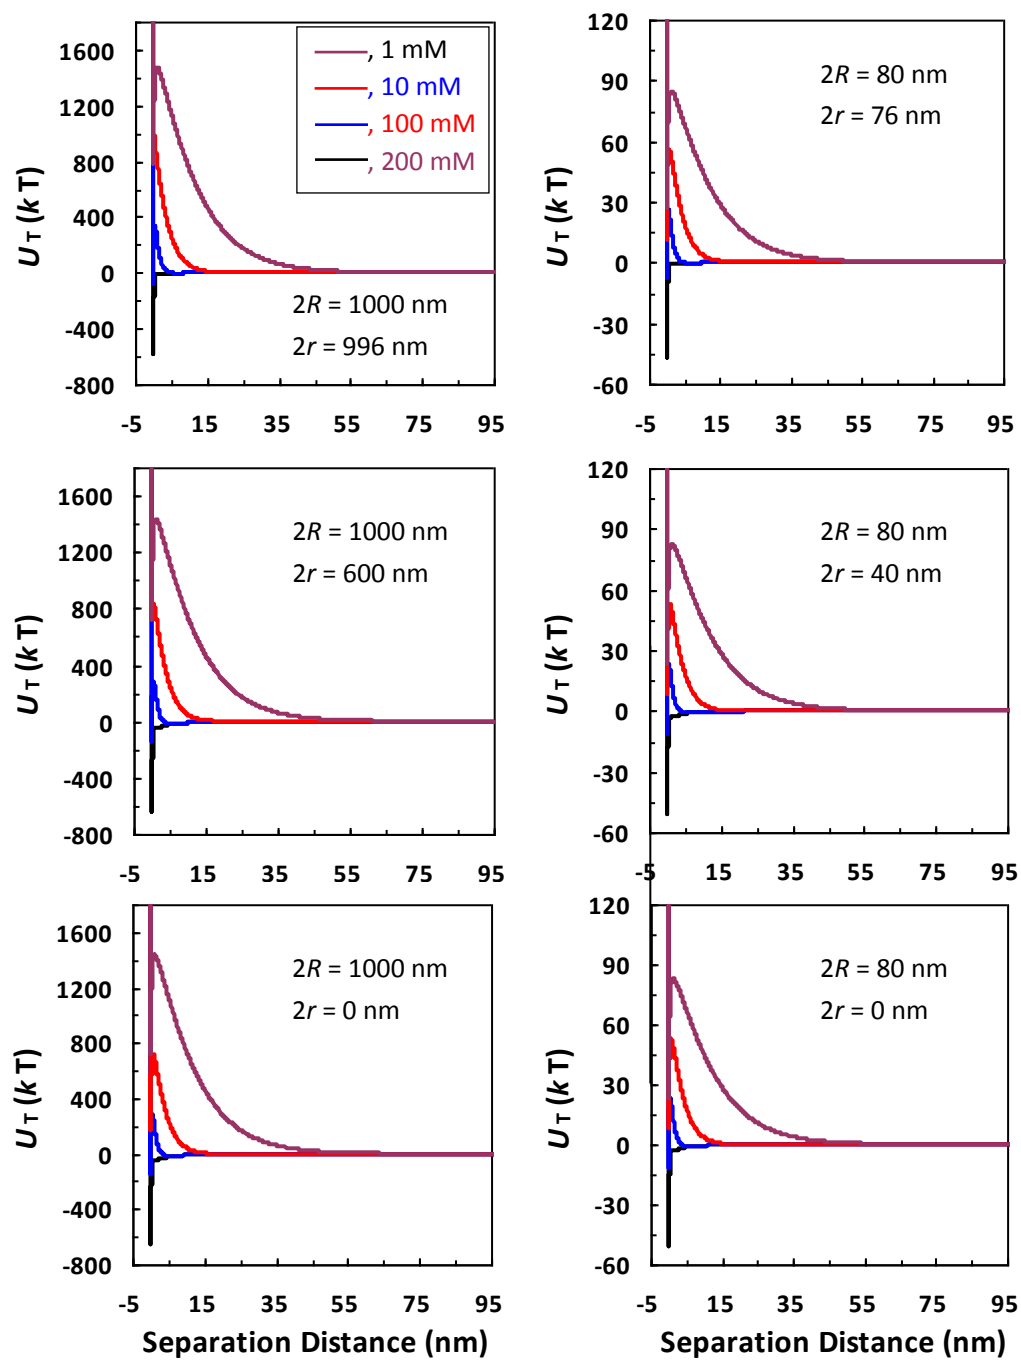 1600
1200
800
400
0
-400
-800
U_T (k T)
, 1 mM
, 10 mM
, 100 mM
, 200 mM
2R = 1000 nm
2r = 996 nm
-5 15 35 55 75 95
120
90
60
30
0
-30
-60
U_T (k T)
2R = 80 nm
2r = 76 nm
-5 15 35 55 75 95
1600
1200
800
400
0
-400
-800
U_T (k T)
2R = 1000 nm
2r = 600 nm
-5 15 35 55 75 95
120
90
60
30
0
-30
-60
U_T (k T)
2R = 80 nm
2r = 40 nm
-5 15 35 55 75 95
1600
1200
800
400
0
-400
-800
U_T (k T)
2R = 1000 nm
2r = 0 nm
-5 15 35 55 75 95
Separation Distance (nm)
120
90
60
30
0
-30
-60
U_T (k T)
2R = 80 nm
2r = 0 nm
-5 15 35 55 75 95
Separation Distance (nm)